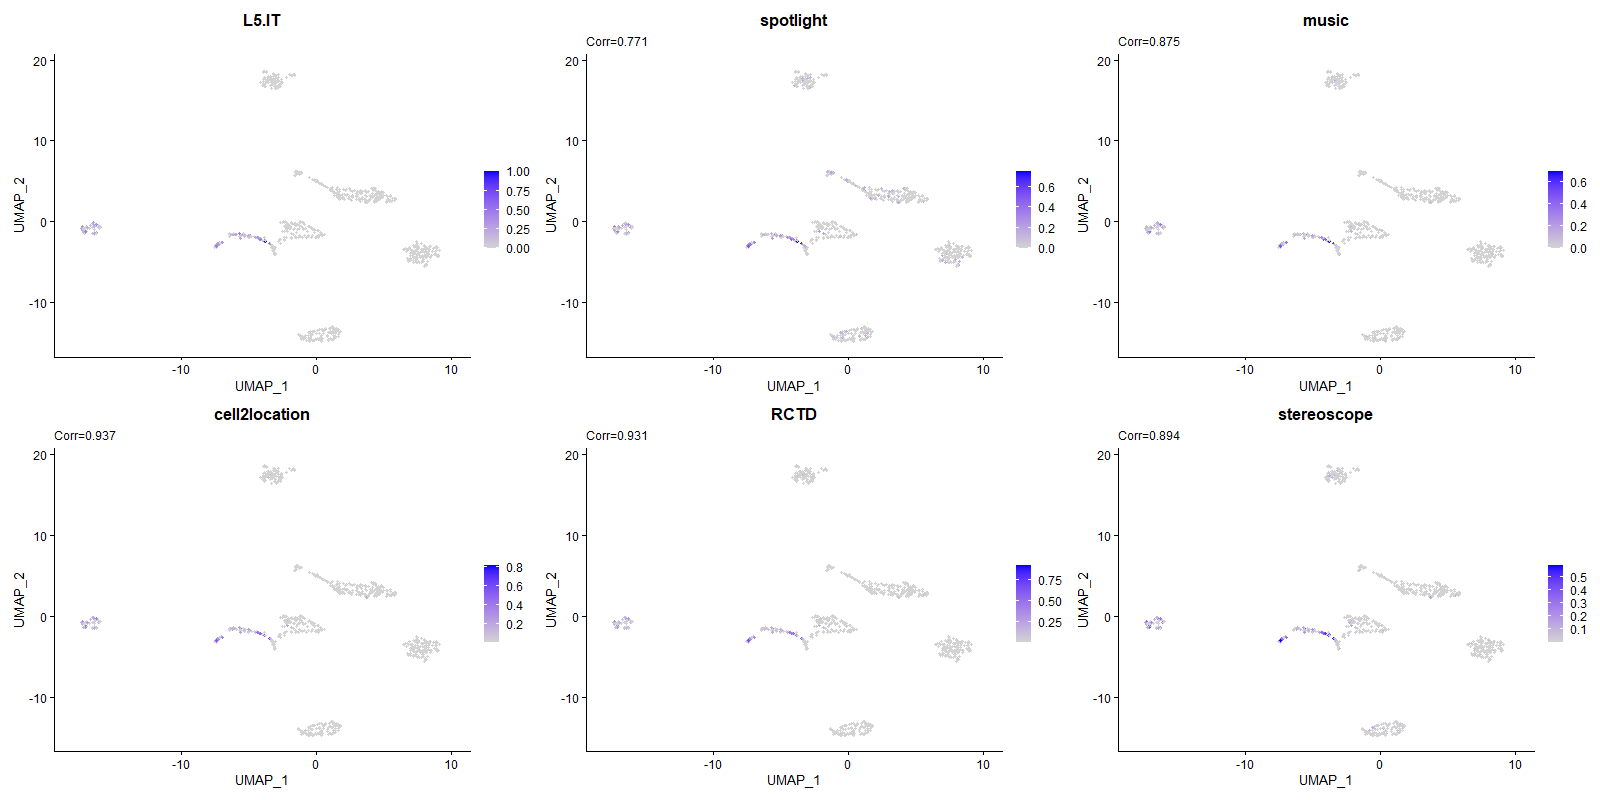 L5.IT
20
10
0
-10
UMAP_2
-10
0
10
UMAP_1
1.00
0.75
0.50
0.25
0.00
spotlight
Corr=0.771
20
10
0
-10
UMAP_2
-10
0
10
UMAP_1
0.6
0.4
0.2
0.0
music
Corr=0.875
20
10
0
-10
UMAP_2
-10
0
10
UMAP_1
0.6
0.4
0.2
0.0
cell2location
Corr=0.937
20
10
0
-10
UMAP_2
-10
0
10
UMAP_1
0.8
0.6
0.4
0.2
RCTD
Corr=0.931
20
10
0
-10
UMAP_2
-10
0
10
UMAP_1
0.75
0.50
0.25
stereoscope
Corr=0.894
20
10
0
-10
UMAP_2
-10
0
10
UMAP_1
0.5
0.4
0.3
0.2
0.1